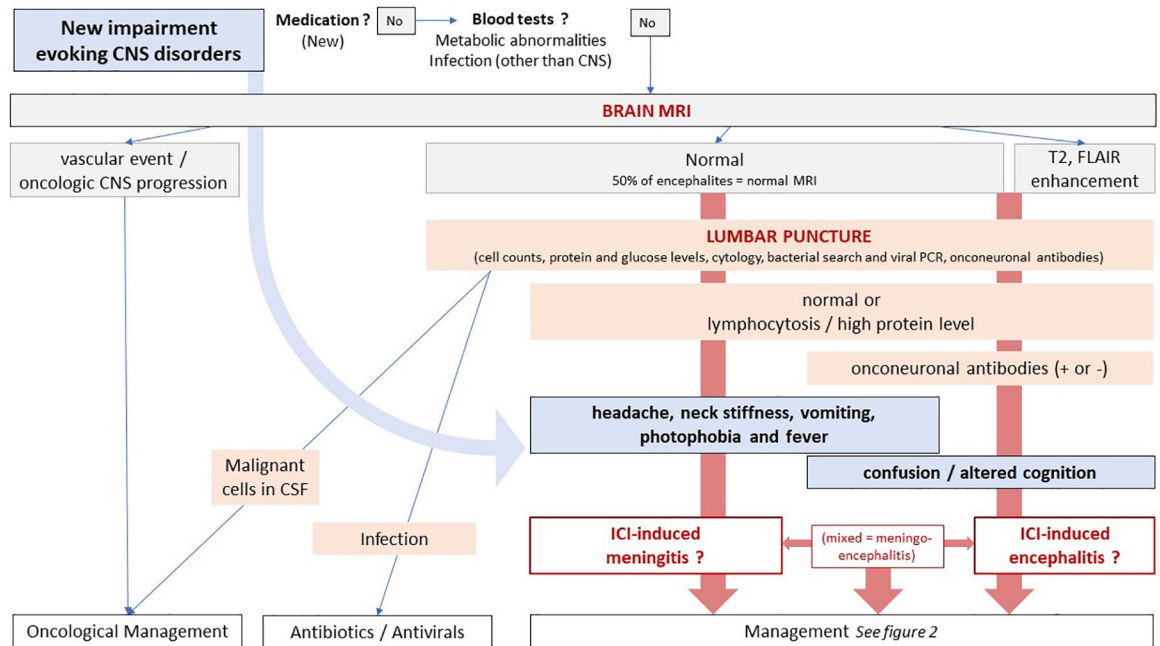 New impairment
evoking CNS disorders
Medication ?
(New)
No
Blood tests ?
Metabolic abnormalities
Infection (other than CNS)
No
BRAIN MRI
vascular event /
oncologic CNS progression
Normal
50% of encephalites = normal MRI
T2, FLAIR
enhancement
LUMBAR PUNCTURE
(cell counts, protein and glucose levels, cytology, bacterial search and viral PCR, onconeuronal antibodies)
normal or
lymphocytosis / high protein level
onconeuronal antibodies (+ or -)
headache, neck stiffness, vomiting,
photophobia and fever
confusion / altered cognition
Malignant
cells in CSF
Infection
ICI-induced
meningitis ?
(mixed = meningo-
encephalitis)
ICI-induced
encephalitis ?
Oncological Management
Antibiotics / Antivirals
Management See figure 2